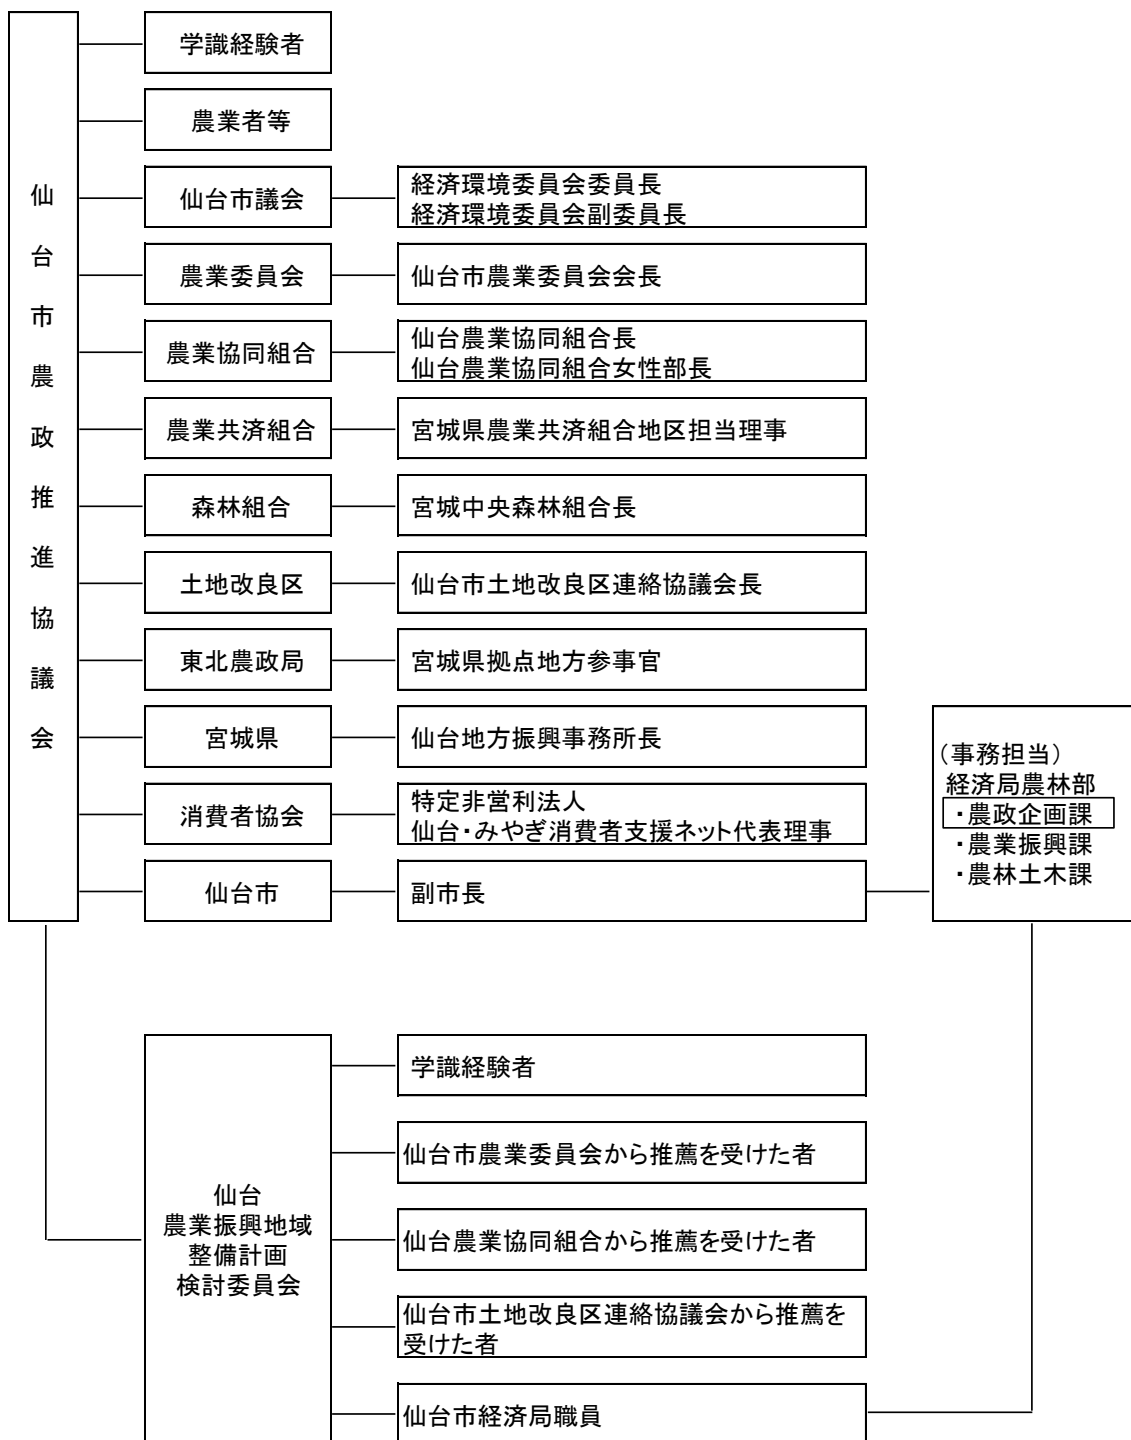 仙台市農政推進協議会
学識経験者
農業者等
仙台市議会
経済環境委員会委員長
経済環境委員会副委員長
農業委員会
仙台市農業委員会会長
農業協同組合
仙台農業協同組合長
仙台農業協同組合女性部長
農業共済組合
宮城県農業共済組合地区担当理事
森林組合
宮城中央森林組合長
土地改良区
仙台市土地改良区連絡協議会長
東北農政局
宮城県拠点地方参事官
宮城県
仙台地方振興事務所長
消費者協会
特定非営利法人
仙台・みやぎ消費者支援ネット代表理事
仙台市
副市長
（事務担当）
経済局農林部
・農政企画課
・農業振興課
・農林土木課
仙台
農業振興地域
整備計画
検討委員会
学識経験者
仙台市農業委員会から推薦を受けた者
仙台農業協同組合から推薦を受けた者
仙台市土地改良区連絡協議会から推薦を
受けた者
仙台市経済局職員